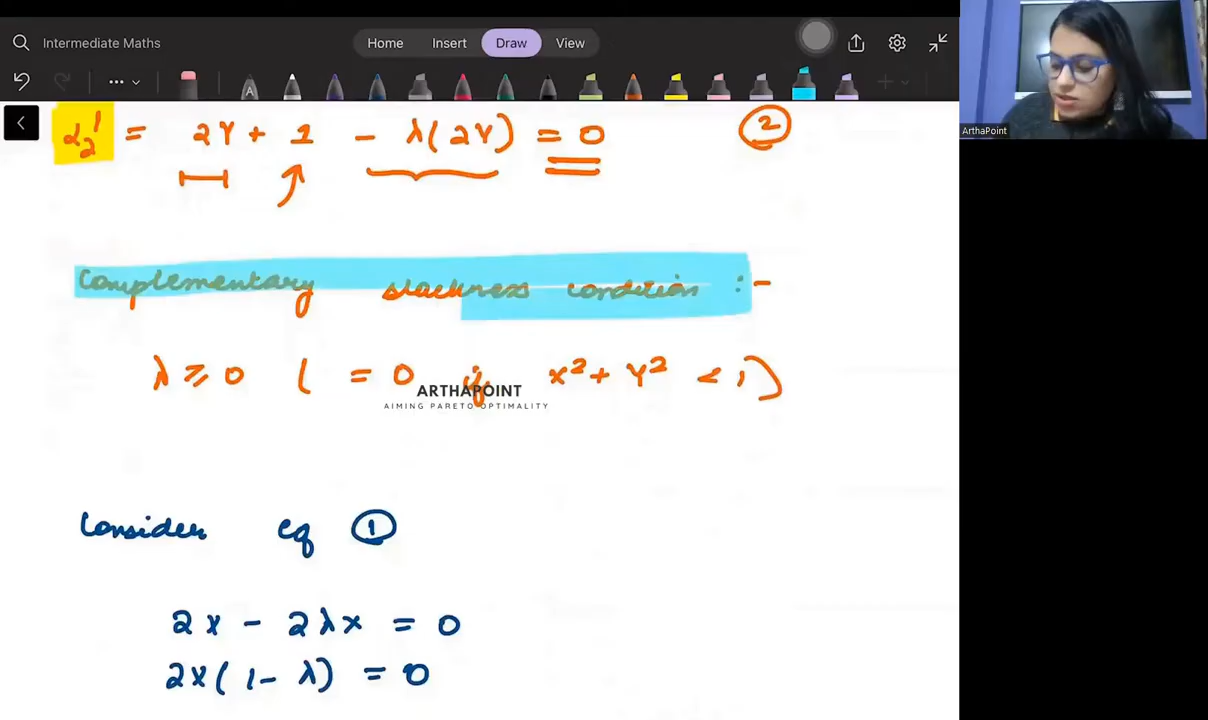 Intermediate Maths
Home Insert Draw View
ArthaPoint
L₂' = 2Y + 1 - λ(2Y) = 0 ②
Complementary slackness condition :-
λ ≥ 0 ( = 0 if x² + Y² < 1)
ARTHAPOINT
AIMING PARETO OPTIMALITY
Consider eq ①
2x - 2λx = 0
2x(1 - λ) = 0